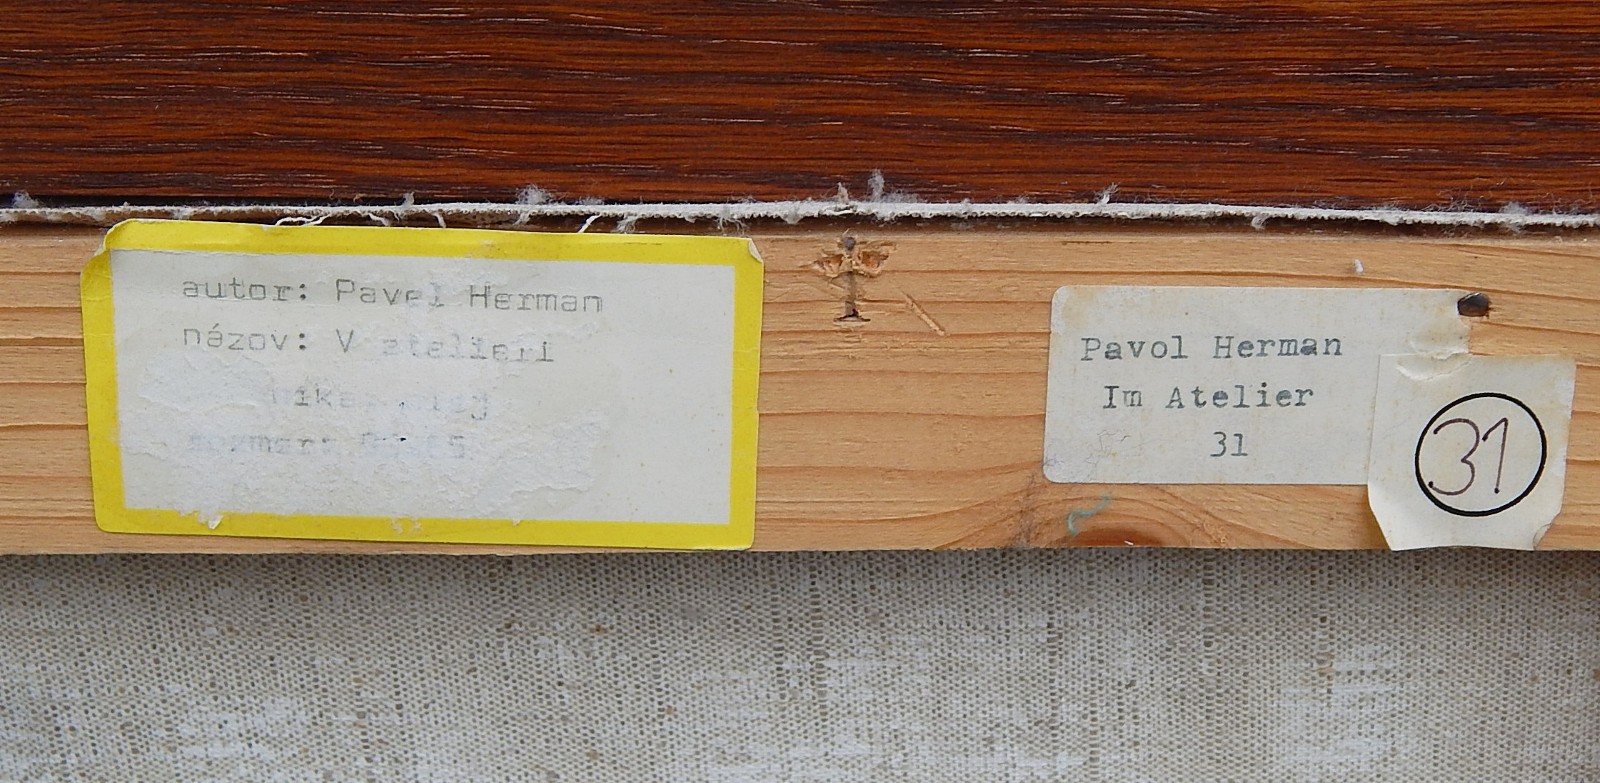 autor: Pavel Herman
názov: V atelieri
Pavol Herman
Im Atelier
31
31